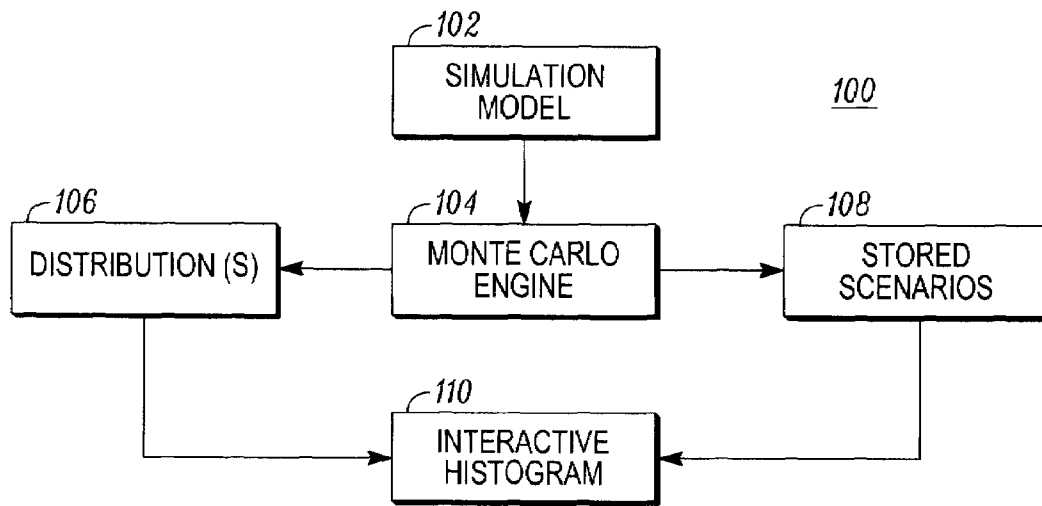 102
SIMULATION
MODEL
100
106
DISTRIBUTION (S)
104
MONTE CARLO
ENGINE
108
STORED
SCENARIOS
110
INTERACTIVE
HISTOGRAM